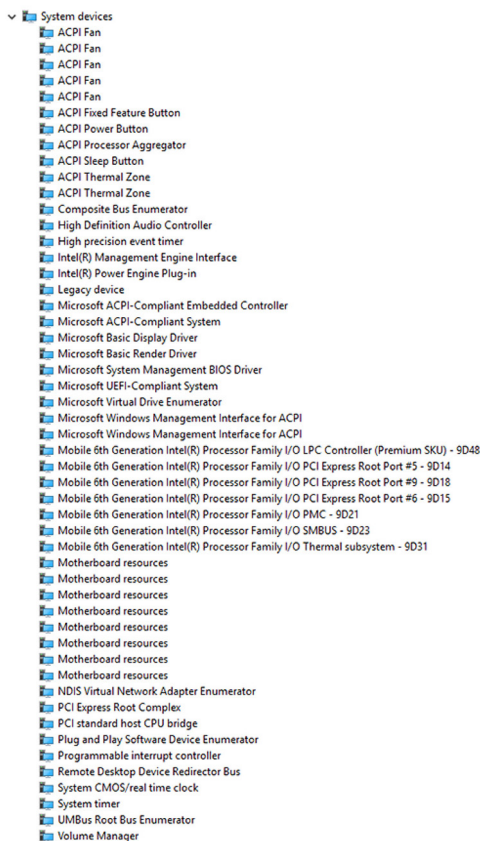 System devices
ACPI Fan
ACPI Fan
ACPI Fan
ACPI Fan
ACPI Fan
ACPI Fixed Feature Button
ACPI Power Button
ACPI Processor Aggregator
ACPI Sleep Button
ACPI Thermal Zone
ACPI Thermal Zone
Composite Bus Enumerator
High Definition Audio Controller
High precision event timer
Intel(R) Management Engine Interface
Intel(R) Power Engine Plug-in
Legacy device
Microsoft ACPI-Compliant Embedded Controller
Microsoft ACPI-Compliant System
Microsoft Basic Display Driver
Microsoft Basic Render Driver
Microsoft System Management BIOS Driver
Microsoft UEFI-Compliant System
Microsoft Virtual Drive Enumerator
Microsoft Windows Management Interface for ACPI
Microsoft Windows Management Interface for ACPI
Mobile 6th Generation Intel(R) Processor Family I/O LPC Controller (Premium SKU) - 9D48
Mobile 6th Generation Intel(R) Processor Family I/O PCI Express Root Port #5 - 9D14
Mobile 6th Generation Intel(R) Processor Family I/O PCI Express Root Port #9 - 9D18
Mobile 6th Generation Intel(R) Processor Family I/O PCI Express Root Port #6 - 9D15
Mobile 6th Generation Intel(R) Processor Family I/O PMC - 9D21
Mobile 6th Generation Intel(R) Processor Family I/O SMBUS - 9D23
Mobile 6th Generation Intel(R) Processor Family I/O Thermal subsystem - 9D31
Motherboard resources
Motherboard resources
Motherboard resources
Motherboard resources
Motherboard resources
Motherboard resources
Motherboard resources
Motherboard resources
NDIS Virtual Network Adapter Enumerator
PCI Express Root Complex
PCI standard host CPU bridge
Plug and Play Software Device Enumerator
Programmable interrupt controller
Remote Desktop Device Redirector Bus
System CMOS/real time clock
System timer
UMBus Root Bus Enumerator
Volume Manager